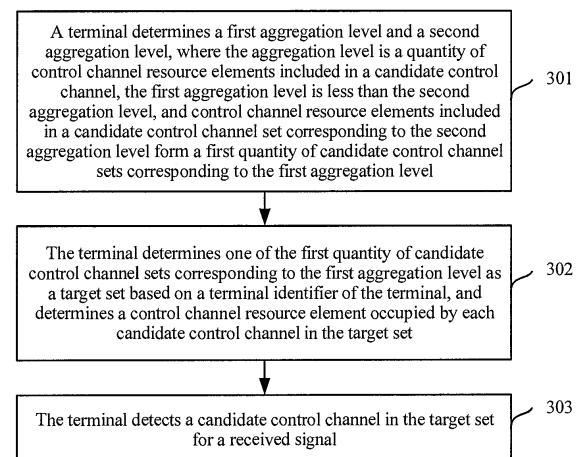 A terminal determines a first aggregation level and a second
aggregation level, where the aggregation level is a quantity of
control channel resource elements included in a candidate control
channel, the first aggregation level is less than the second
aggregation level, and control channel resource elements included
in a candidate control channel set corresponding to the second
aggregation level form a first quantity of candidate control channel
sets corresponding to the first aggregation level
301
The terminal determines one of the first quantity of candidate
control channel sets corresponding to the first aggregation level as
a target set based on a terminal identifier of the terminal, and
determines a control channel resource element occupied by each
candidate control channel in the target set
302
The terminal detects a candidate control channel in the target set
for a received signal
303